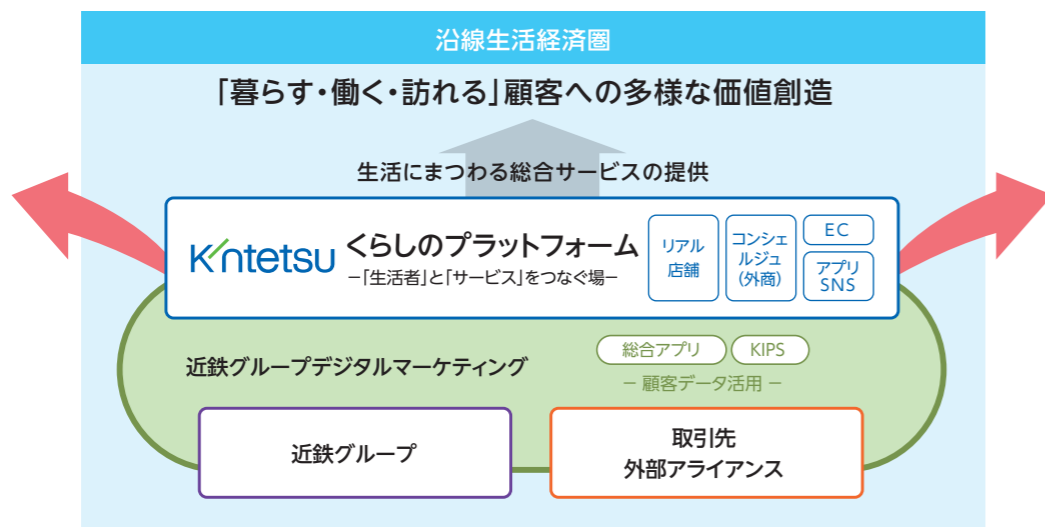 沿線生活経済圏
「暮らす・働く・訪れる」顧客への多様な価値創造
生活にまつわる総合サービスの提供
Kintetsu
くらしのプラットフォーム
−「生活者」と「サービス」をつなぐ場−
リアル
店舗
コンシェ
ルジュ
(外商)
EC
アプリ
SNS
近鉄グループデジタルマーケティング
総合アプリ
KIPS
− 顧客データ活用 −
近鉄グループ
取引先
外部アライアンス